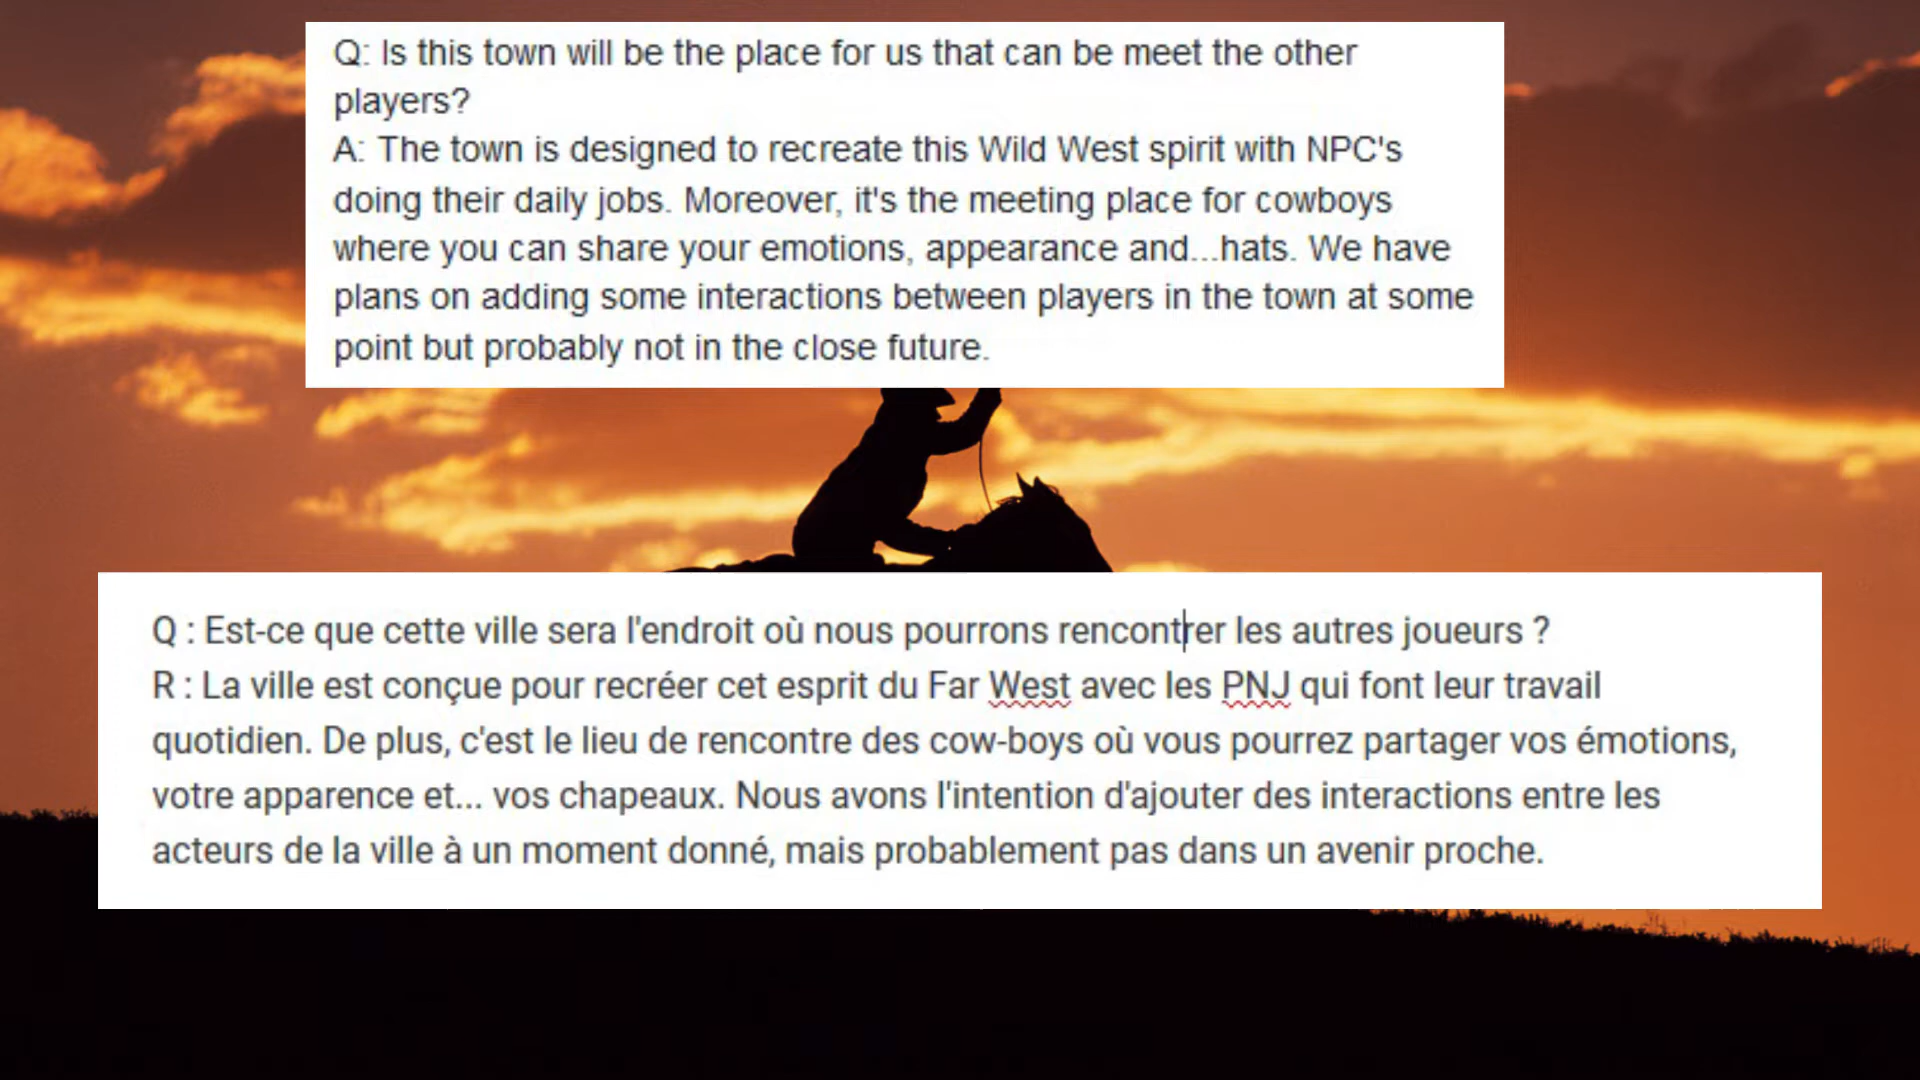 Q: Is this town will be the place for us that can be meet the other
players?
A: The town is designed to recreate this Wild West spirit with NPC's
doing their daily jobs. Moreover, it's the meeting place for cowboys
where you can share your emotions, appearance and...hats. We have
plans on adding some interactions between players in the town at some
point but probably not in the close future.
Q : Est-ce que cette ville sera l'endroit où nous pourrons rencontrer les autres joueurs ?
R : La ville est conçue pour recréer cet esprit du Far West avec les PNJ qui font leur travail
quotidien. De plus, c'est le lieu de rencontre des cow-boys où vous pourrez partager vos émotions,
votre apparence et... vos chapeaux. Nous avons l'intention d'ajouter des interactions entre les
acteurs de la ville à un moment donné, mais probablement pas dans un avenir proche.